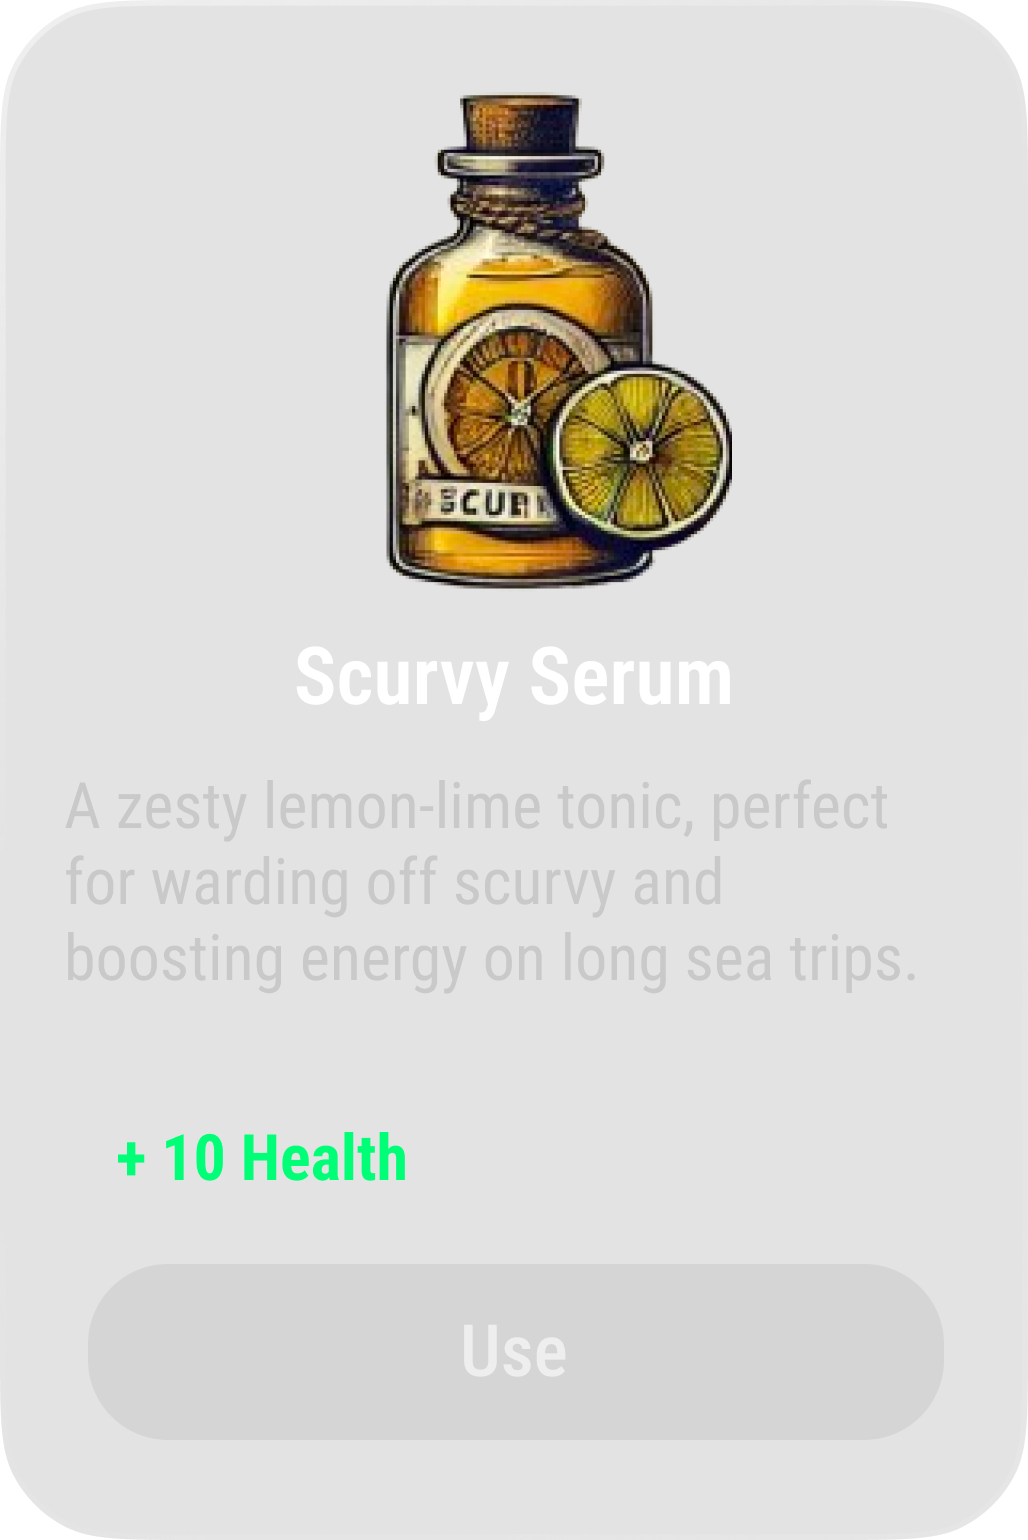 Scurvy Serum
A zesty lemon-lime tonic, perfect
for warding off scurvy and
boosting energy on long sea trips.
+ 10 Health
Use